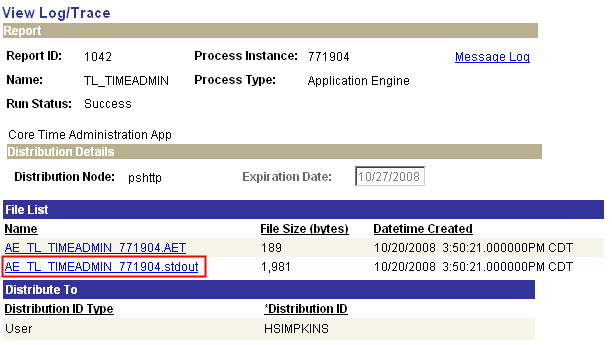 View Log/Trace
Report
Report ID: 1042 Process Instance: 771904 Message Log
Name: TL_TIMEADMIN Process Type: Application Engine
Run Status: Success
Core Time Administration App
Distribution Details
Distribution Node: pshttp Expiration Date: 10/27/2008
File List
Name File Size (bytes) Datetime Created
AE_TL_TIMEADMIN_771904.AET 189 10/20/2008 3:50:21.000000PM CDT
AE_TL_TIMEADMIN_771904.stdout 1,981 10/20/2008 3:50:21.000000PM CDT
Distribute To
Distribution ID Type *Distribution ID
User HSIMPKINS